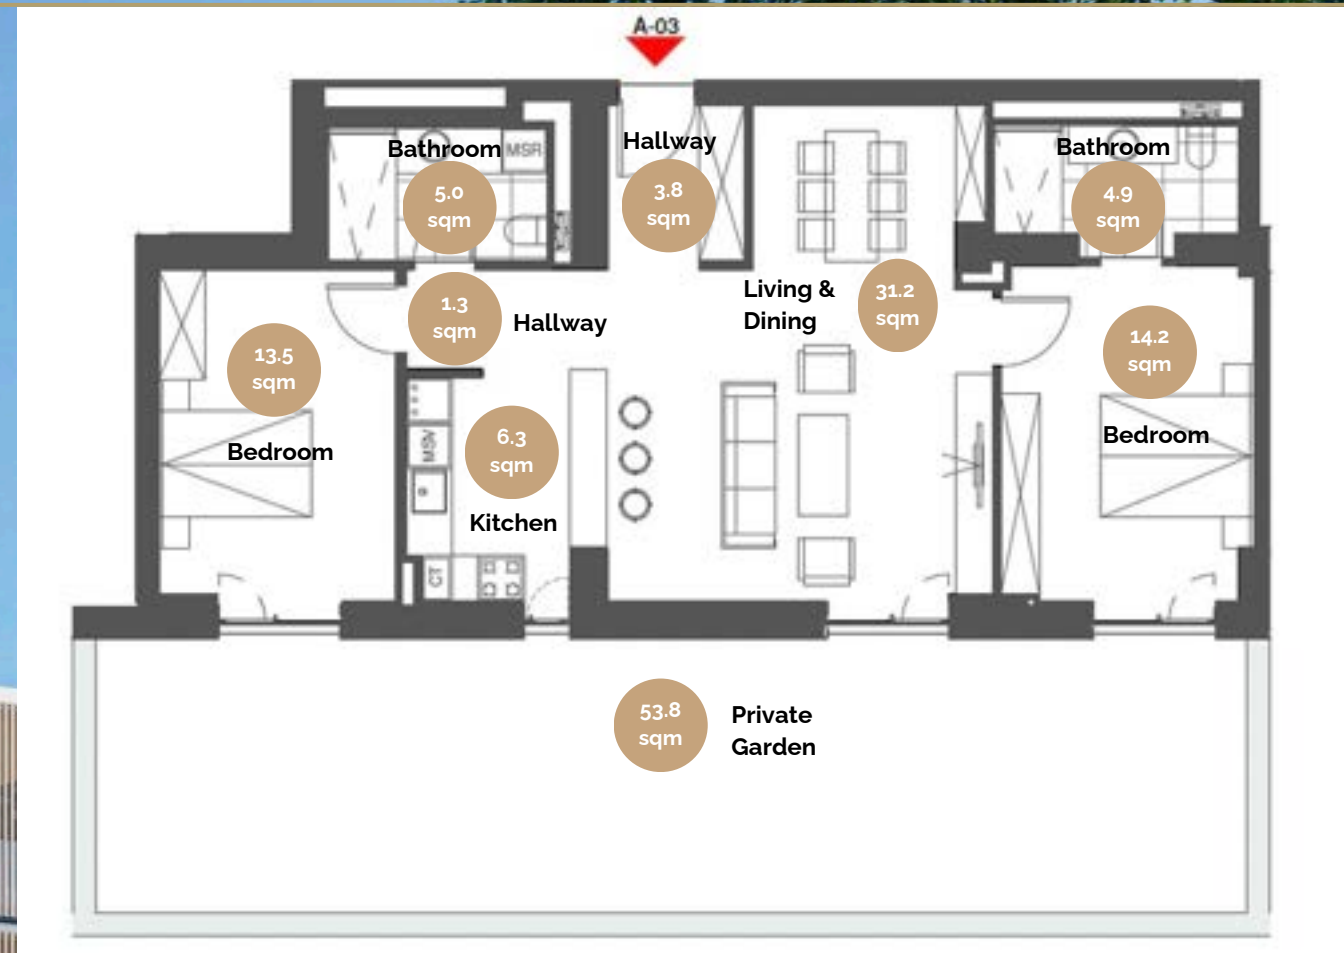 A-03
Bathroom
MSR
5.0
sqm
Hallway
3.8
sqm
Bathroom
4.9
sqm
1.3
sqm
Hallway
Living &
Dining
31.2
sqm
13.5
sqm
Bedroom
14.2
sqm
Bedroom
MSV
6.3
sqm
Kitchen
CT
53.8
sqm
Private
Garden